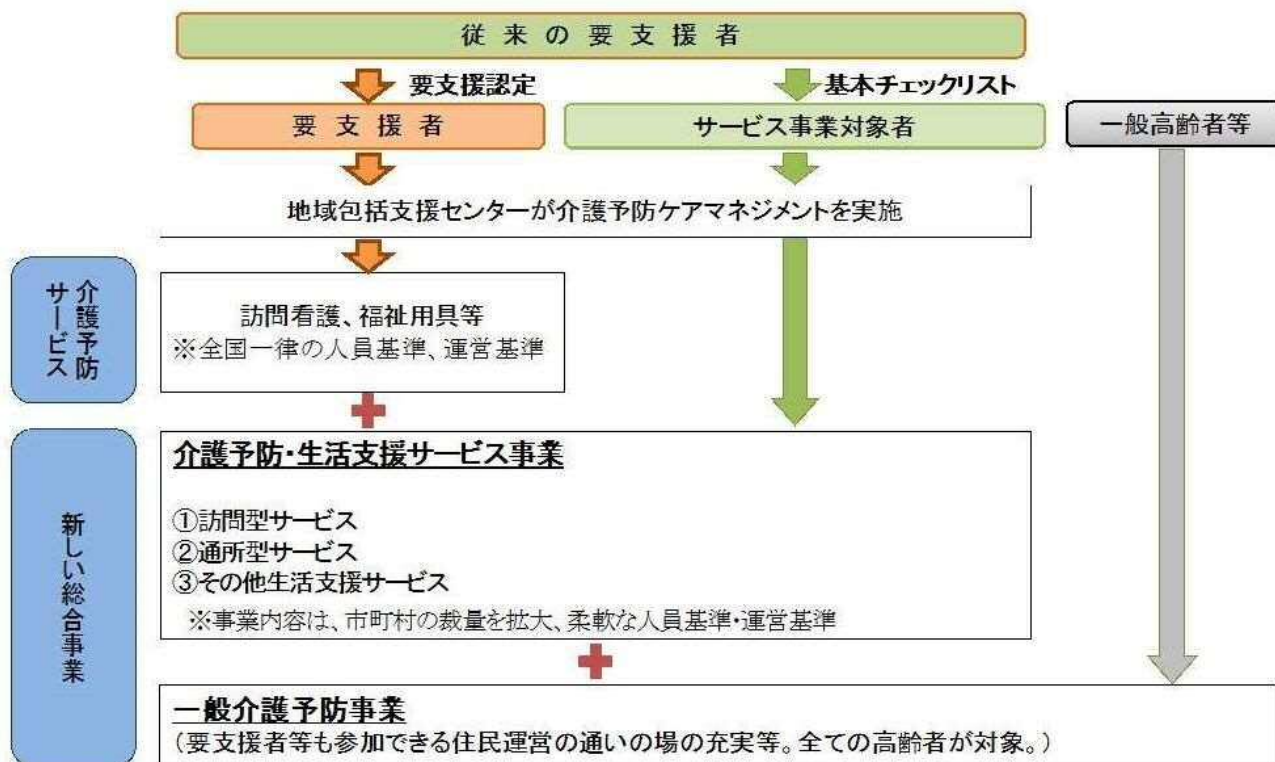 従来の要支援者
要支援認定
基本チェックリスト
要支援者
サービス事業対象者
一般高齢者等
地域包括支援センターが介護予防ケアマネジメントを実施
介護予防
サービス
訪問看護、福祉用具等
※全国一律の人員基準、運営基準
新しい総合事業
介護予防・生活支援サービス事業
①訪問型サービス
②通所型サービス
③その他生活支援サービス
※事業内容は、市町村の裁量を拡大、柔軟な人員基準・運営基準
一般介護予防事業
(要支援者等も参加できる住民運営の通いの場の充実等。全ての高齢者が対象。)